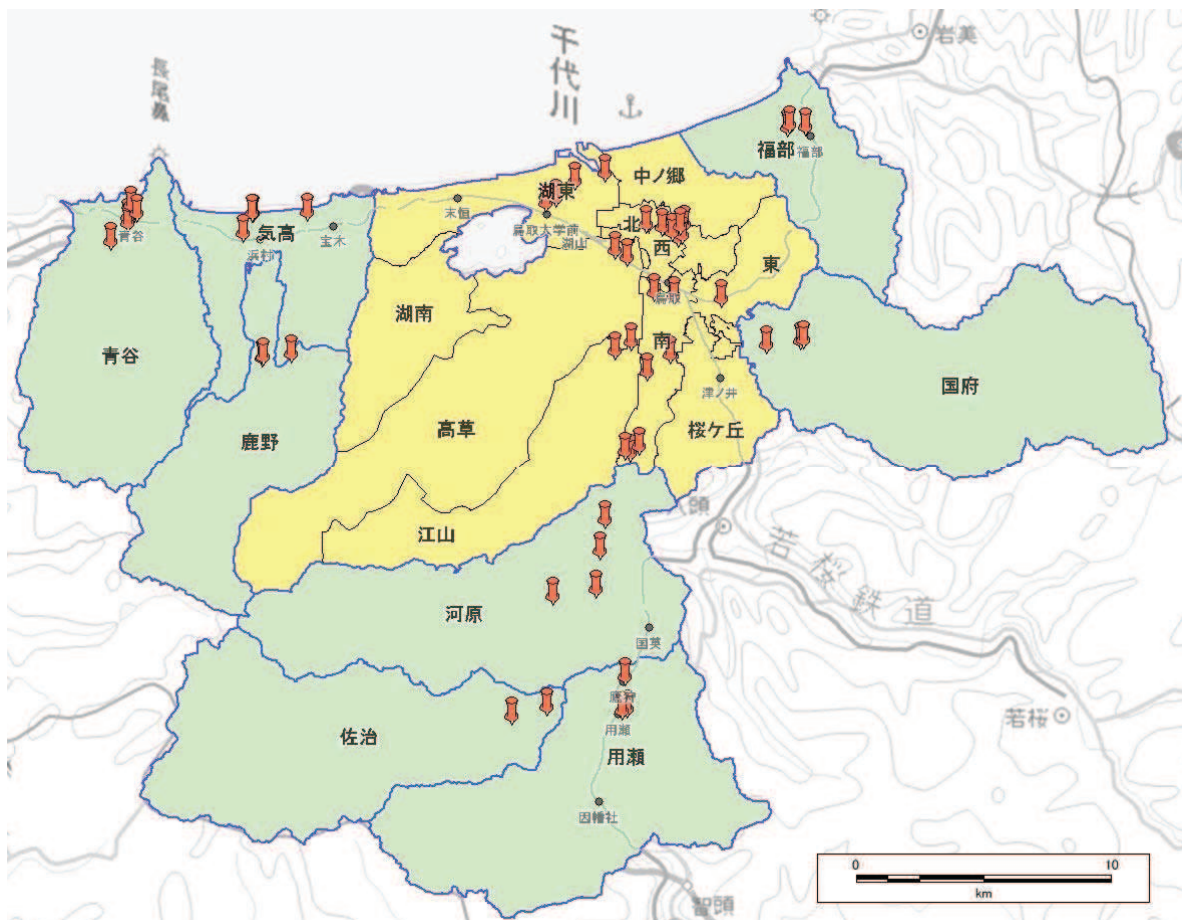 岩美
千代川
長尾鼻
福部
福部
中ノ郷
湖東
末恒
鳥取大学前
湖山
北
西
東
青谷
気高
宝木
浜村
鳥取
湖南
南
青谷
津ノ井
国府
鹿野
高草
桜ケ丘
江山
八頭
若桜鉄道
河原
国英
鷹狩
用瀬
佐治
用瀬
若桜
因幡社
智頭
0 10
km